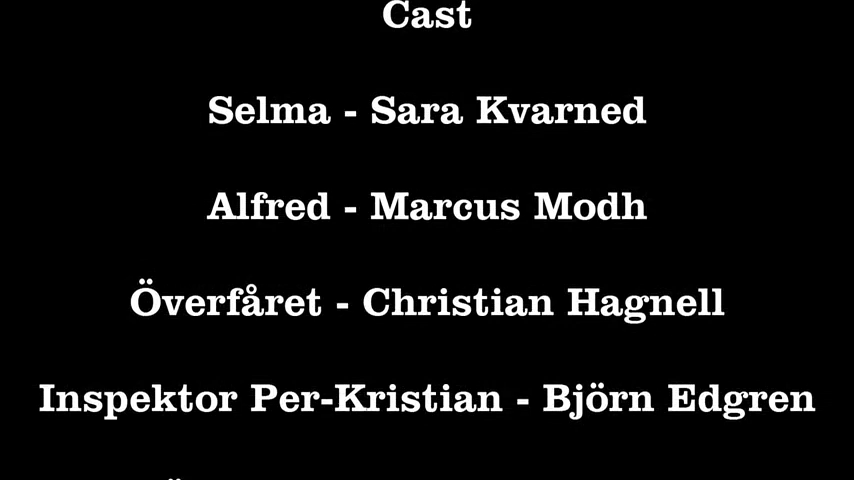 Cast
Selma - Sara Kvarned
Alfred - Marcus Modh
Överfåret - Christian Hagnell
Inspektor Per-Kristian - Björn Edgren